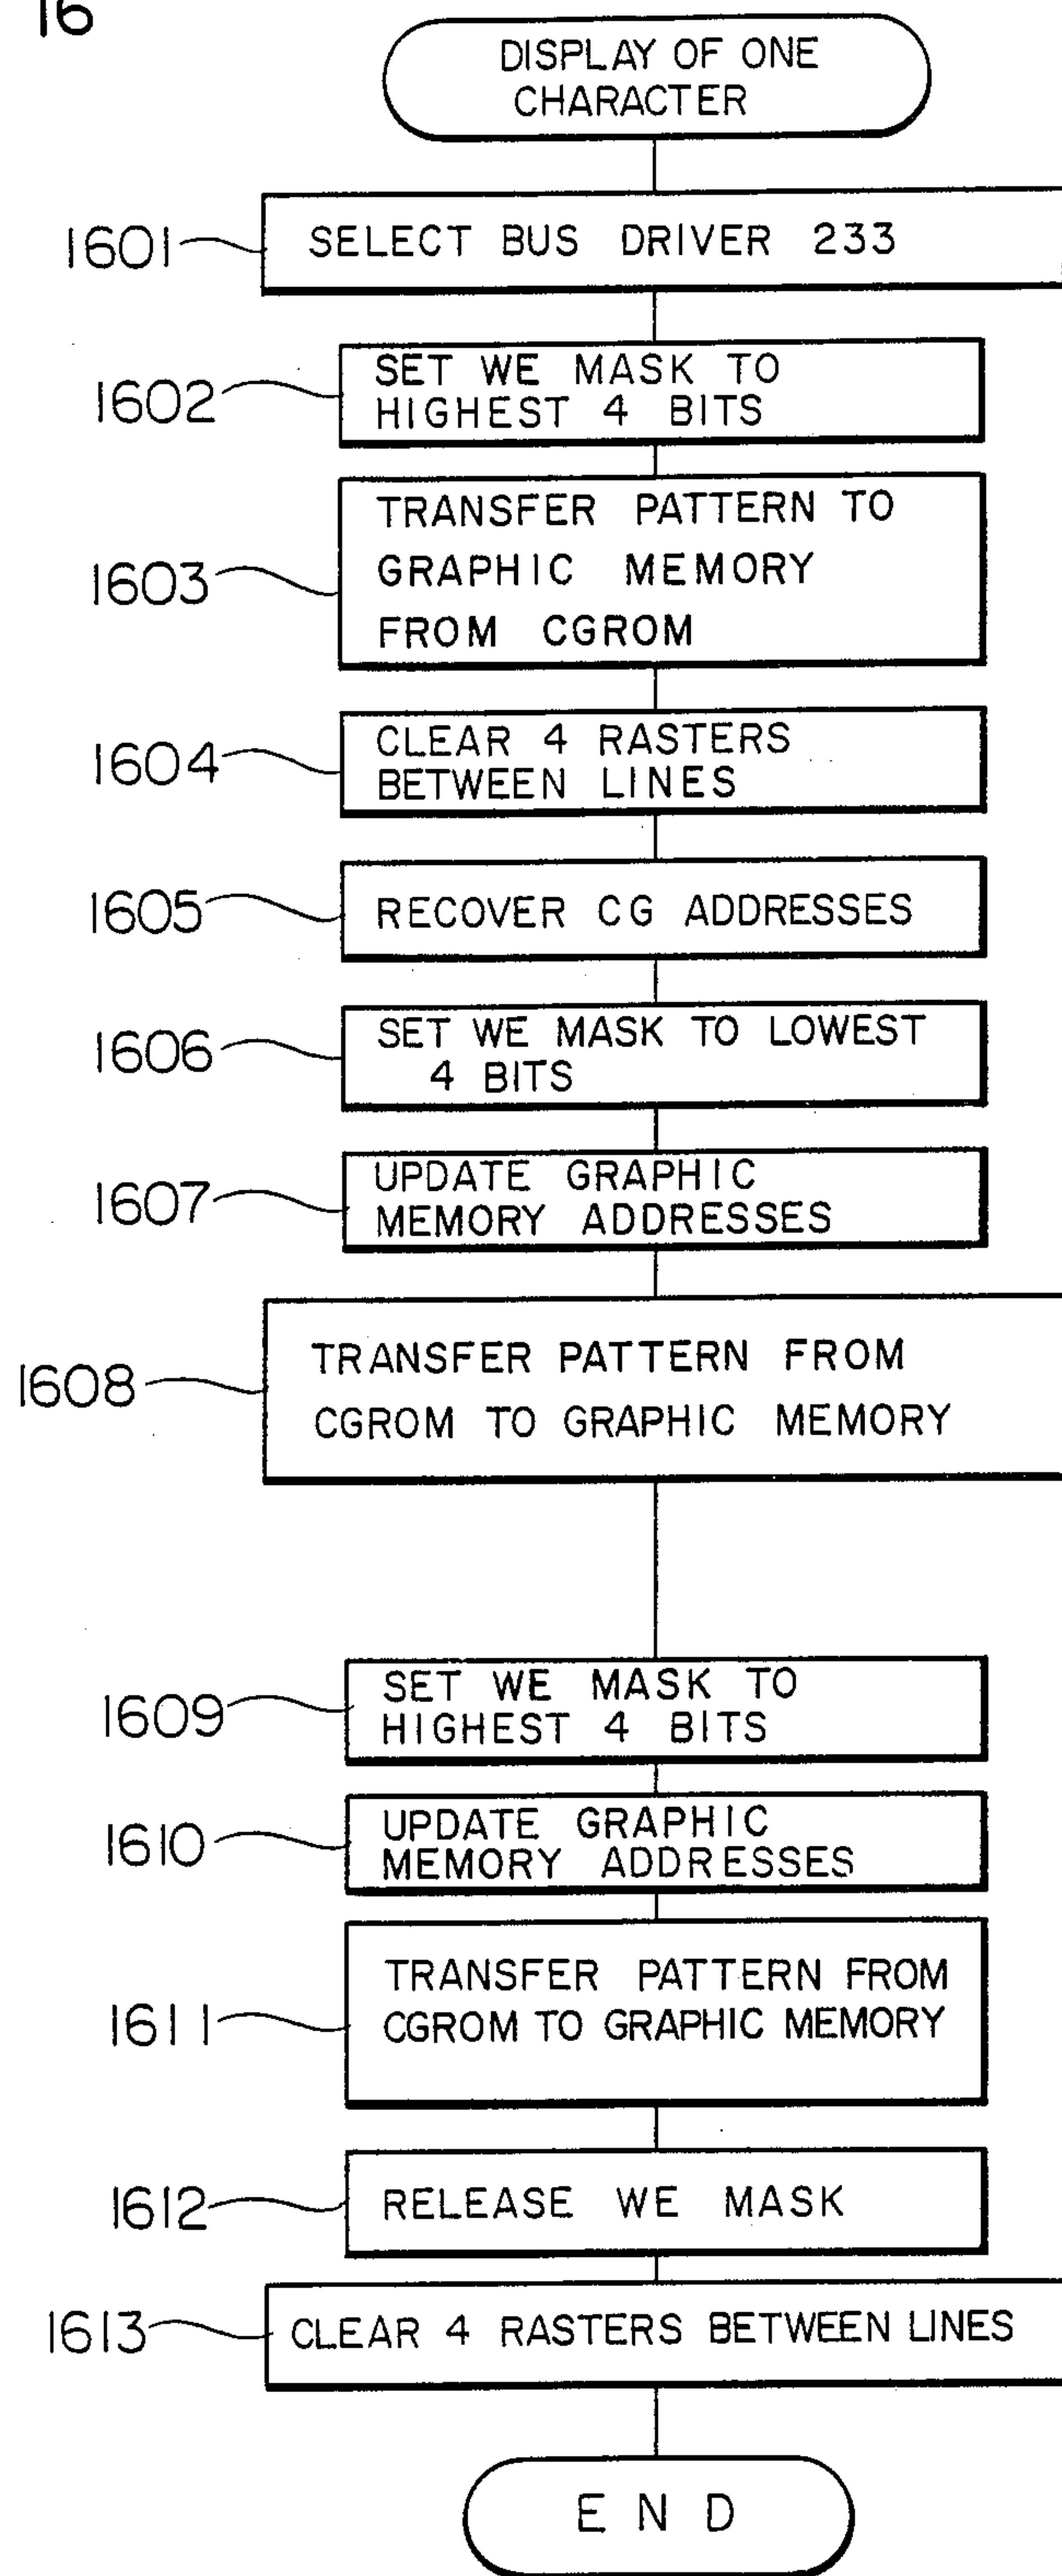 16
DISPLAY OF ONE
CHARACTER
1601
SELECT BUS DRIVER 233
1602
SET WE MASK TO
HIGHEST 4 BITS
1603
TRANSFER PATTERN TO
GRAPHIC MEMORY
FROM CGROM
1604
CLEAR 4 RASTERS
BETWEEN LINES
1605
RECOVER CG ADDRESSES
1606
SET WE MASK TO LOWEST
4 BITS
1607
UPDATE GRAPHIC
MEMORY ADDRESSES
1608
TRANSFER PATTERN FROM
CGROM TO GRAPHIC MEMORY
1609
SET WE MASK TO
HIGHEST 4 BITS
1610
UPDATE GRAPHIC
MEMORY ADDRESSES
1611
TRANSFER PATTERN FROM
CGROM TO GRAPHIC MEMORY
1612
RELEASE WE MASK
1613
CLEAR 4 RASTERS BETWEEN LINES
END